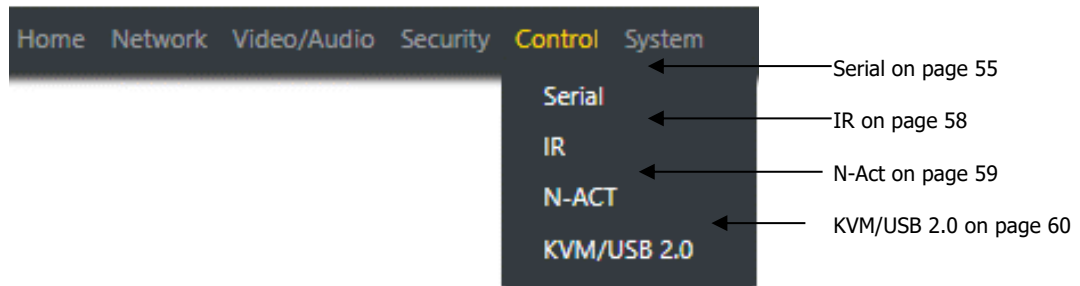 Home Network Video/Audio Security Control System
Serial on page 55
Serial
IR on page 58
IR
N-Act on page 59
N-ACT
KVM/USB 2.0 on page 60
KVM/USB 2.0